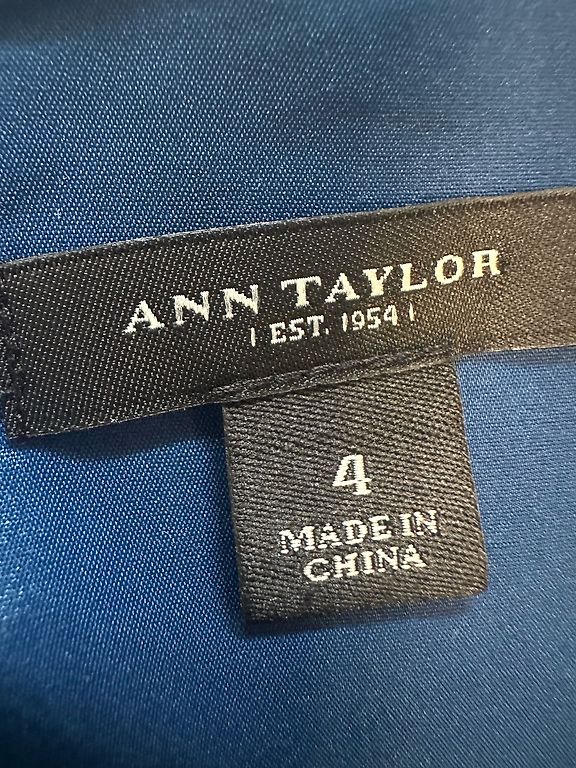 ANN TAYLOR
| EST. 1954 |
4
MADE IN
CHINA